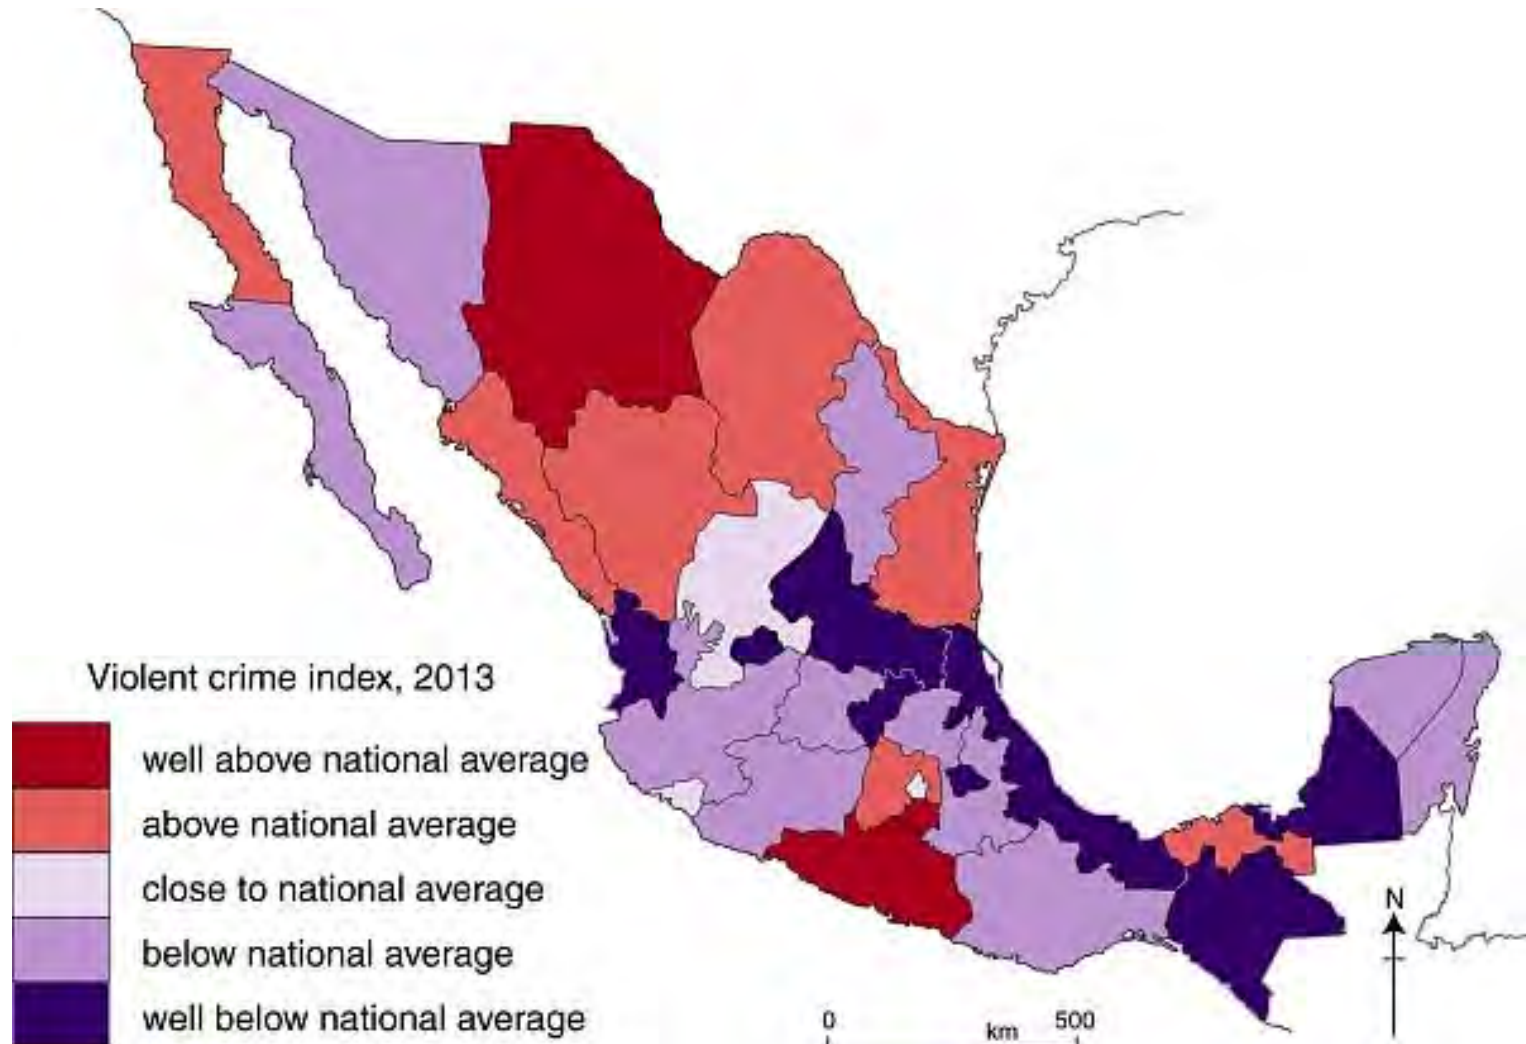 Violent crime index, 2013
well above national average
above national average
close to national average
below national average
well below national average
N
0 km 500